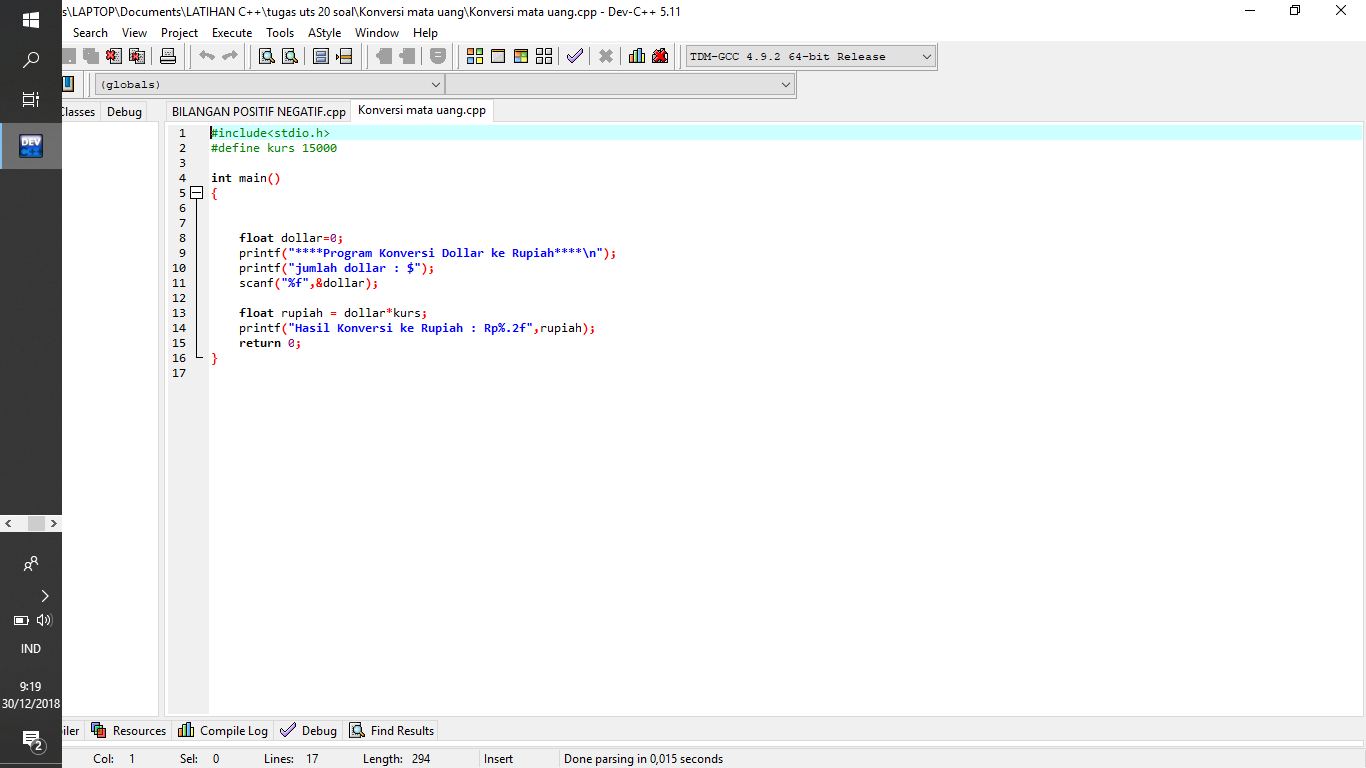 s\LAPTOP\Documents\LATIHAN C++\tugas uts 20 soal\Konversi mata uang\Konversi mata uang.cpp - Dev-C++ 5.11
Search View Project Execute Tools AStyle Window Help
TDM-GCC 4.9.2 64-bit Release
(globals)
Classes Debug
BILANGAN POSITIF NEGATIF.cpp Konversi mata uang.cpp
DEV C++
1 #include<stdio.h>
2 #define kurs 15000
3
4 int main()
5 {
6
7
8 float dollar=0;
9 printf("****Program Konversi Dollar ke Rupiah****\n");
10 printf("jumlah dollar : $");
11 scanf("%f",&dollar);
12
13 float rupiah = dollar*kurs;
14 printf("Hasil Konversi ke Rupiah : Rp%.2f",rupiah);
15 return 0;
16 }
17
IND
9:19
30/12/2018
2
iler Resources Compile Log Debug Find Results
Col: 1 Sel: 0 Lines: 17 Length: 294 Insert Done parsing in 0,015 seconds